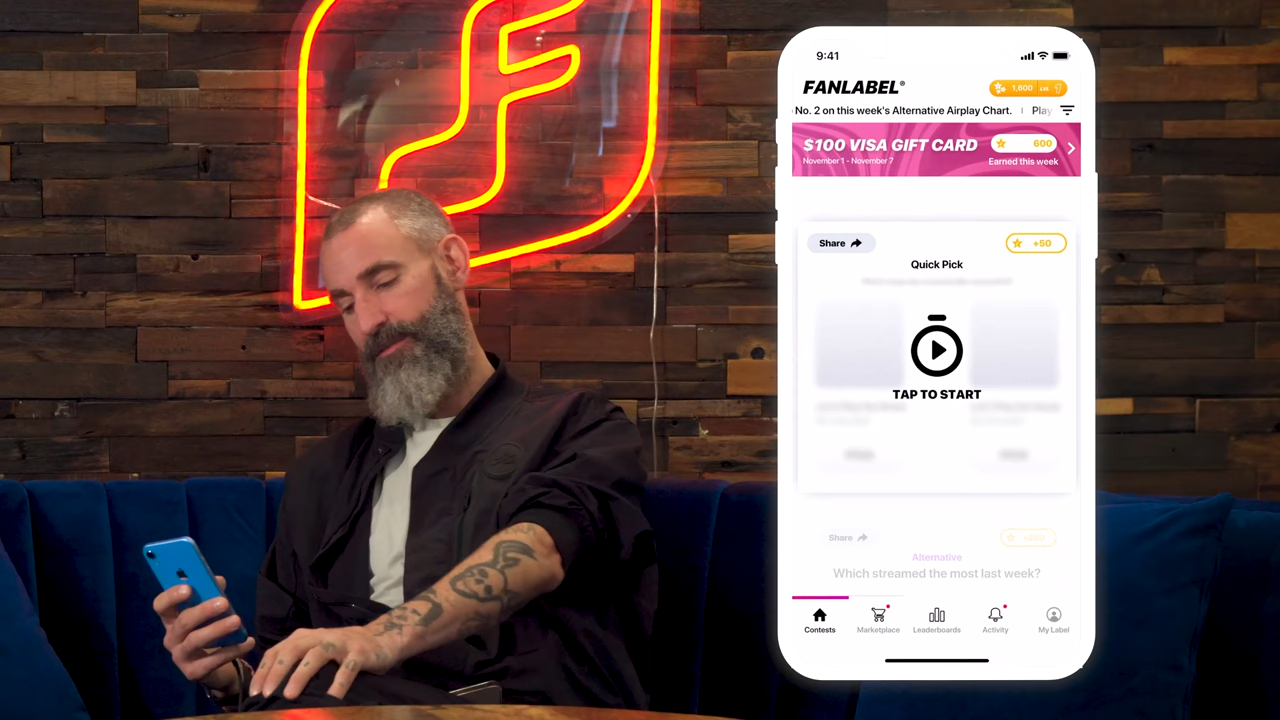 9:41
FANLABEL®
1,600
LVL
No. 2 on this week's Alternative Airplay Chart. | Play
$100 VISA GIFT CARD
600
November 1 - November 7
Earned this week
Share
+50
Quick Pick
TAP TO START
Share
Alternative
Which streamed the most last week?
Contests
Marketplace
Leaderboards
Activity
My Label